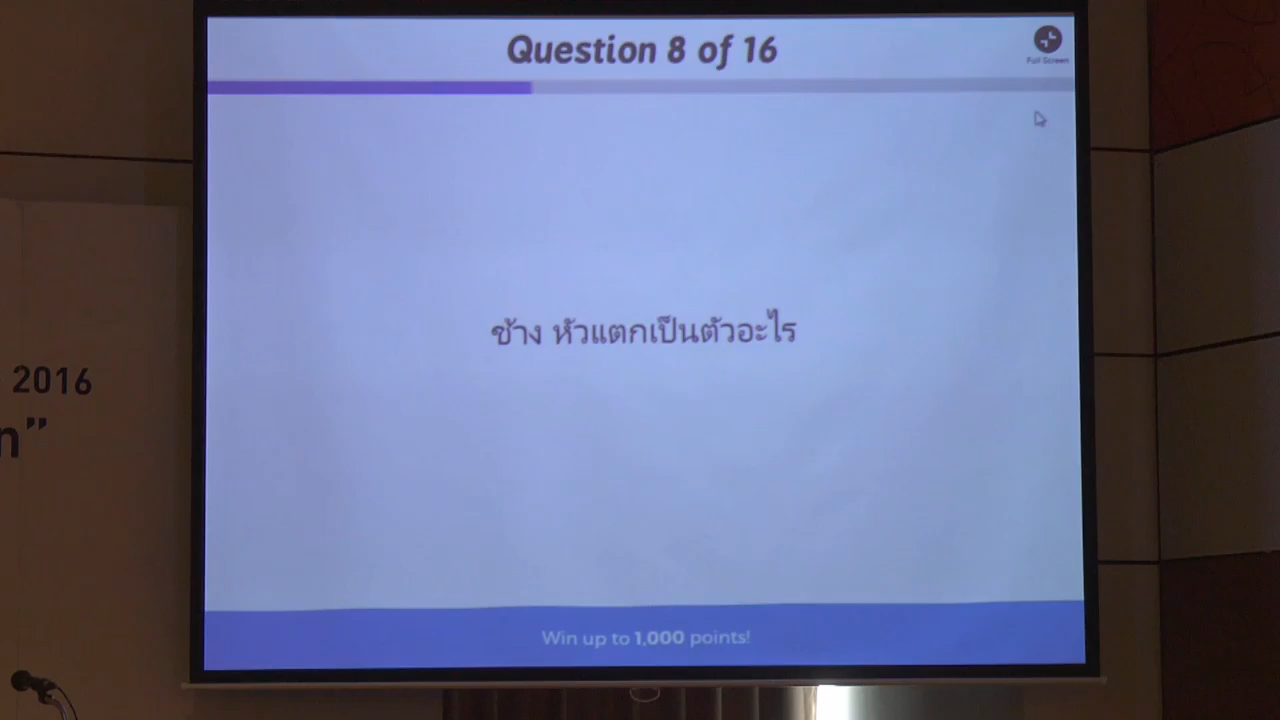 Question 8 of 16
Full Screen
ช้าง หัวแตกเป็นตัวอะไร
2016
Win up to 1,000 points!